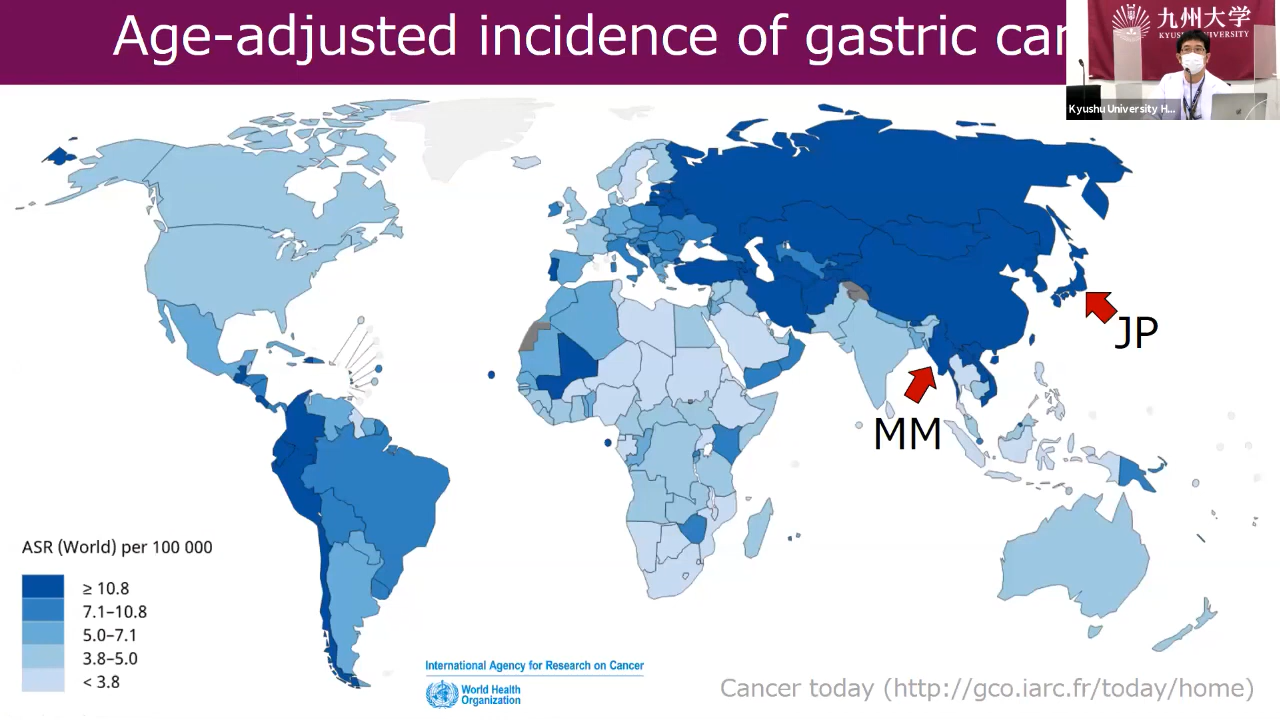 Age-adjusted incidence of gastric can
九州大学
KYUSHU UNIVERSITY
Kyushu University H...
JP
MM
ASR (World) per 100 000
≥ 10.8
7.1–10.8
5.0–7.1
3.8–5.0
< 3.8
International Agency for Research on Cancer
World Health
Organization
Cancer today (http://gco.iarc.fr/today/home)